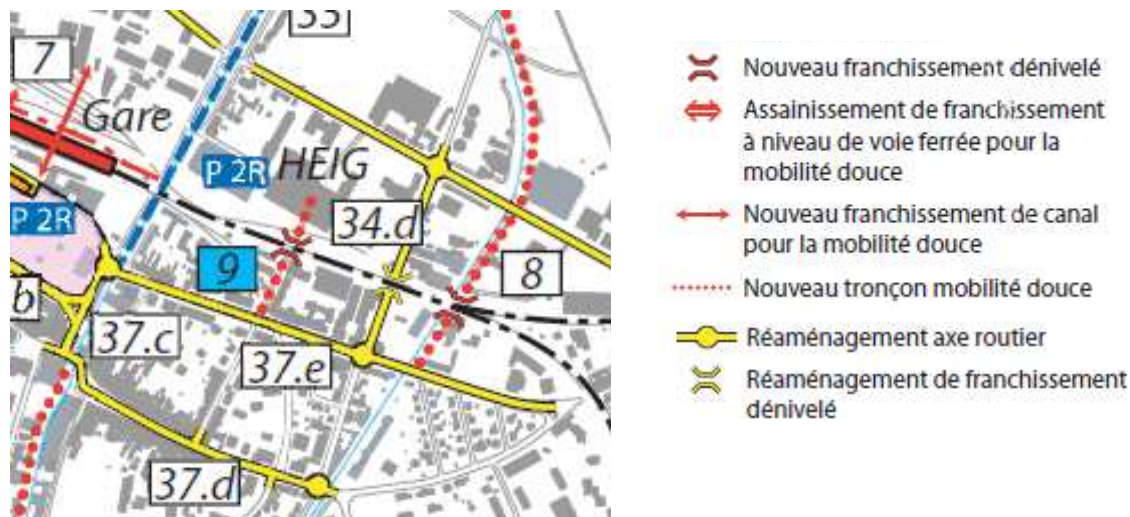 33
7
Gare
P 2R
HEIG
P 2R
34.d
9
8
b
37.c
37.e
37.d
Nouveau franchissement dénivelé
Assainissement de franchissement
à niveau de voie ferrée pour la
mobilité douce
Nouveau franchissement de canal
pour la mobilité douce
Nouveau tronçon mobilité douce
Réaménagement axe routier
Réaménagement de franchissement
dénivelé